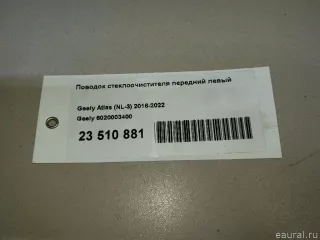 Поводок стеклоочистителя передний левый
Geely Atlas (NL-3) 2016-2022
Geely 6020003400
23 510 881
eaural.ru